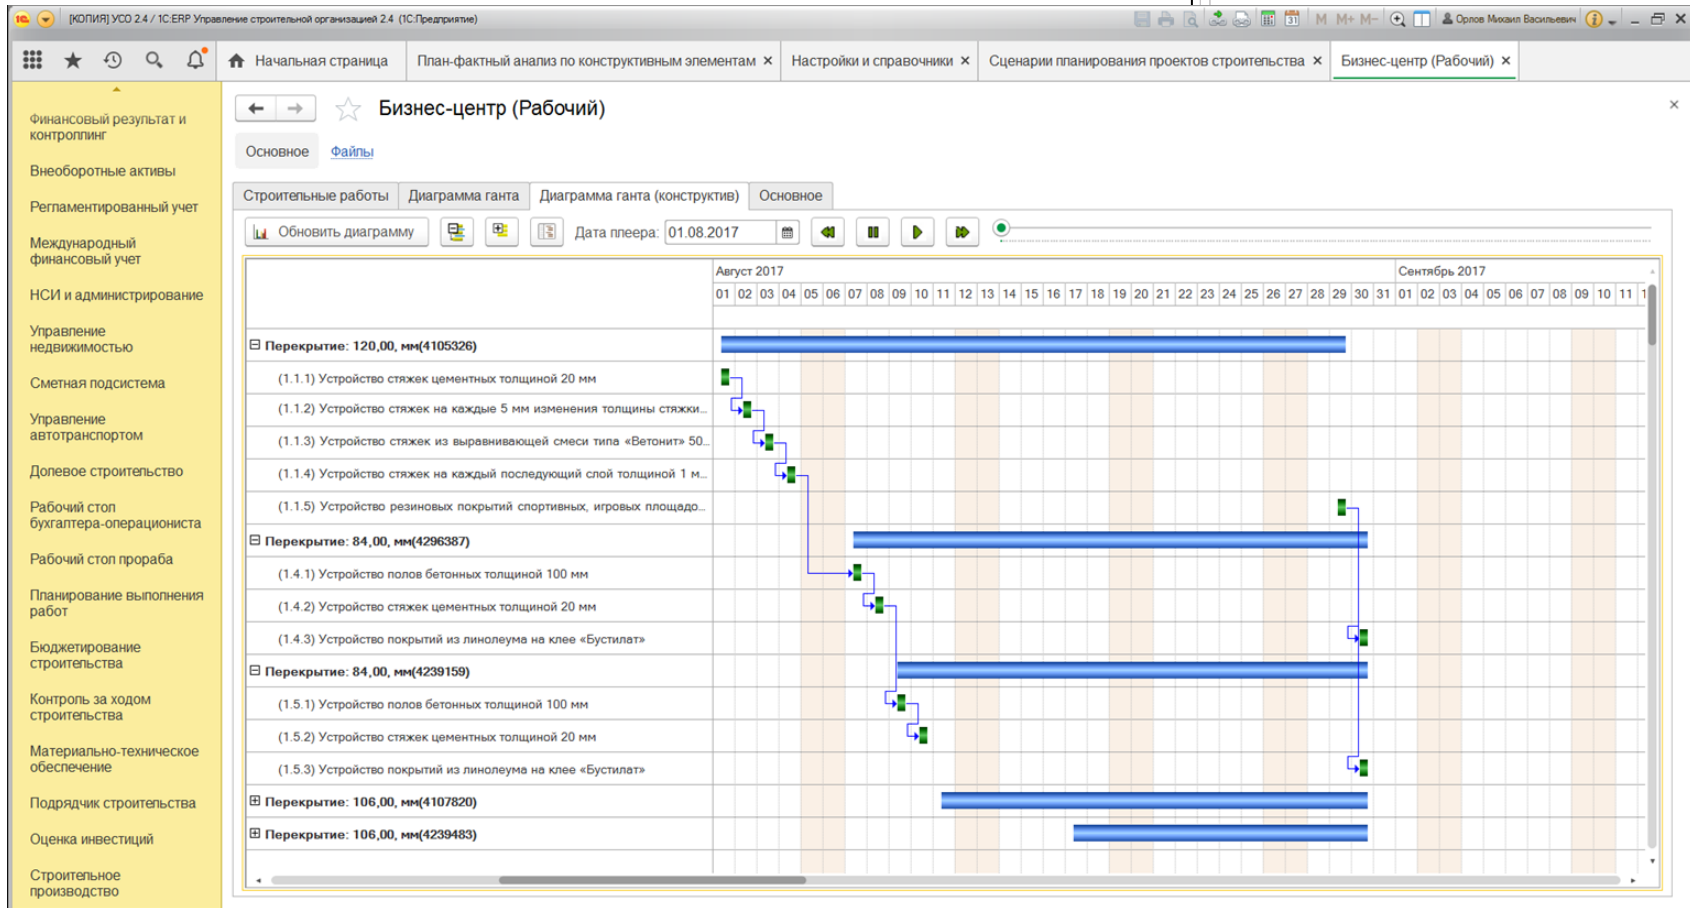 [КОПИЯ] УСО 2.4 / 1С:ERP Управление строительной организацией 2.4 (1С:Предприятие)
31
M M+ M-
Орлов Михаил Васильевич
Начальная страница
План-фактный анализ по конструктивным элементам ×
Настройки и справочники ×
Сценарии планирования проектов строительства ×
Бизнес-центр (Рабочий) ×
Финансовый результат и
контроллинг
Внеоборотные активы
Регламентированный учет
Международный
финансовый учет
НСИ и администрирование
Управление
недвижимостью
Сметная подсистема
Управление
автотранспортом
Долевое строительство
Рабочий стол
бухгалтера-операциониста
Рабочий стол прораба
Планирование выполнения
работ
Бюджетирование
строительства
Контроль за ходом
строительства
Материально-техническое
обеспечение
Подрядчик строительства
Оценка инвестиций
Строительное
производство
Бизнес-центр (Рабочий)
Основное Файлы
Строительные работы Диаграмма ганта Диаграмма ганта (конструктив) Основное
Обновить диаграмму Дата плеера: 01.08.2017
Август 2017 Сентябрь 2017
01 02 03 04 05 06 07 08 09 10 11 12 13 14 15 16 17 18 19 20 21 22 23 24 25 26 27 28 29 30 31 01 02 03 04 05 06 07 08 09 10 11 1
Перекрытие: 120,00, мм(4105326)
(1.1.1) Устройство стяжек цементных толщиной 20 мм
(1.1.2) Устройство стяжек на каждые 5 мм изменения толщины стяжки...
(1.1.3) Устройство стяжек из выравнивающей смеси типа «Ветонит» 50...
(1.1.4) Устройство стяжек на каждый последующий слой толщиной 1 м...
(1.1.5) Устройство резиновых покрытий спортивных, игровых площадо...
Перекрытие: 84,00, мм(4296387)
(1.4.1) Устройство полов бетонных толщиной 100 мм
(1.4.2) Устройство стяжек цементных толщиной 20 мм
(1.4.3) Устройство покрытий из линолеума на клее «Бустилат»
Перекрытие: 84,00, мм(4239159)
(1.5.1) Устройство полов бетонных толщиной 100 мм
(1.5.2) Устройство стяжек цементных толщиной 20 мм
(1.5.3) Устройство покрытий из линолеума на клее «Бустилат»
Перекрытие: 106,00, мм(4107820)
Перекрытие: 106,00, мм(4239483)